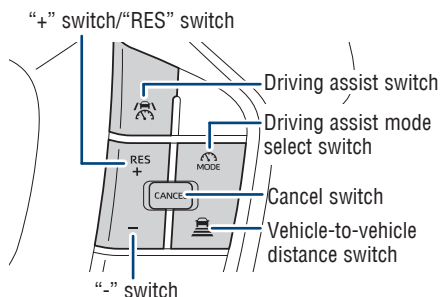 “+” switch/“RES” switch
Driving assist switch
Driving assist mode
select switch
RES
+
MODE
CANCEL
Cancel switch
Vehicle-to-vehicle
distance switch
−
“-” switch